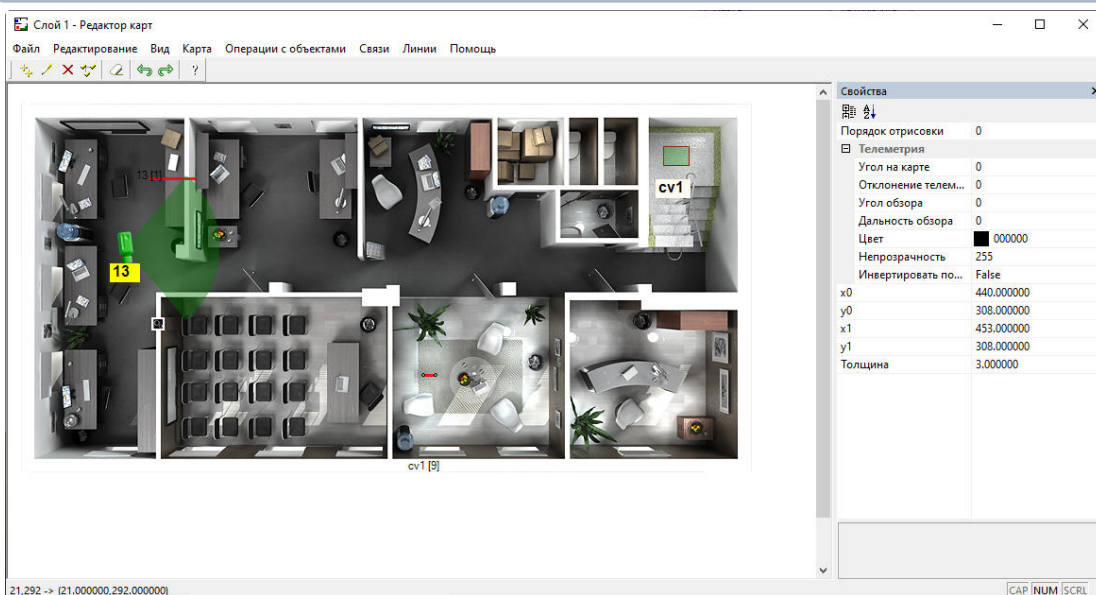 Слой 1 - Редактор карт
Файл Редактирование Вид Карта Операции с объектами Связи Линии Помощь
?
Свойства
Порядок отрисовки 0
Телеметрия
Угол на карте 0
Отклонение телем... 0
Угол обзора 0
Дальность обзора 0
Цвет 000000
Непрозрачность 255
Инвертировать по... False
x0 440.000000
y0 308.000000
x1 453.000000
y1 308.000000
Толщина 3.000000
13 [1]
cv1
13
cv1 [9]
21,292 -> (21.000000,292.000000)
CAP NUM SCRL